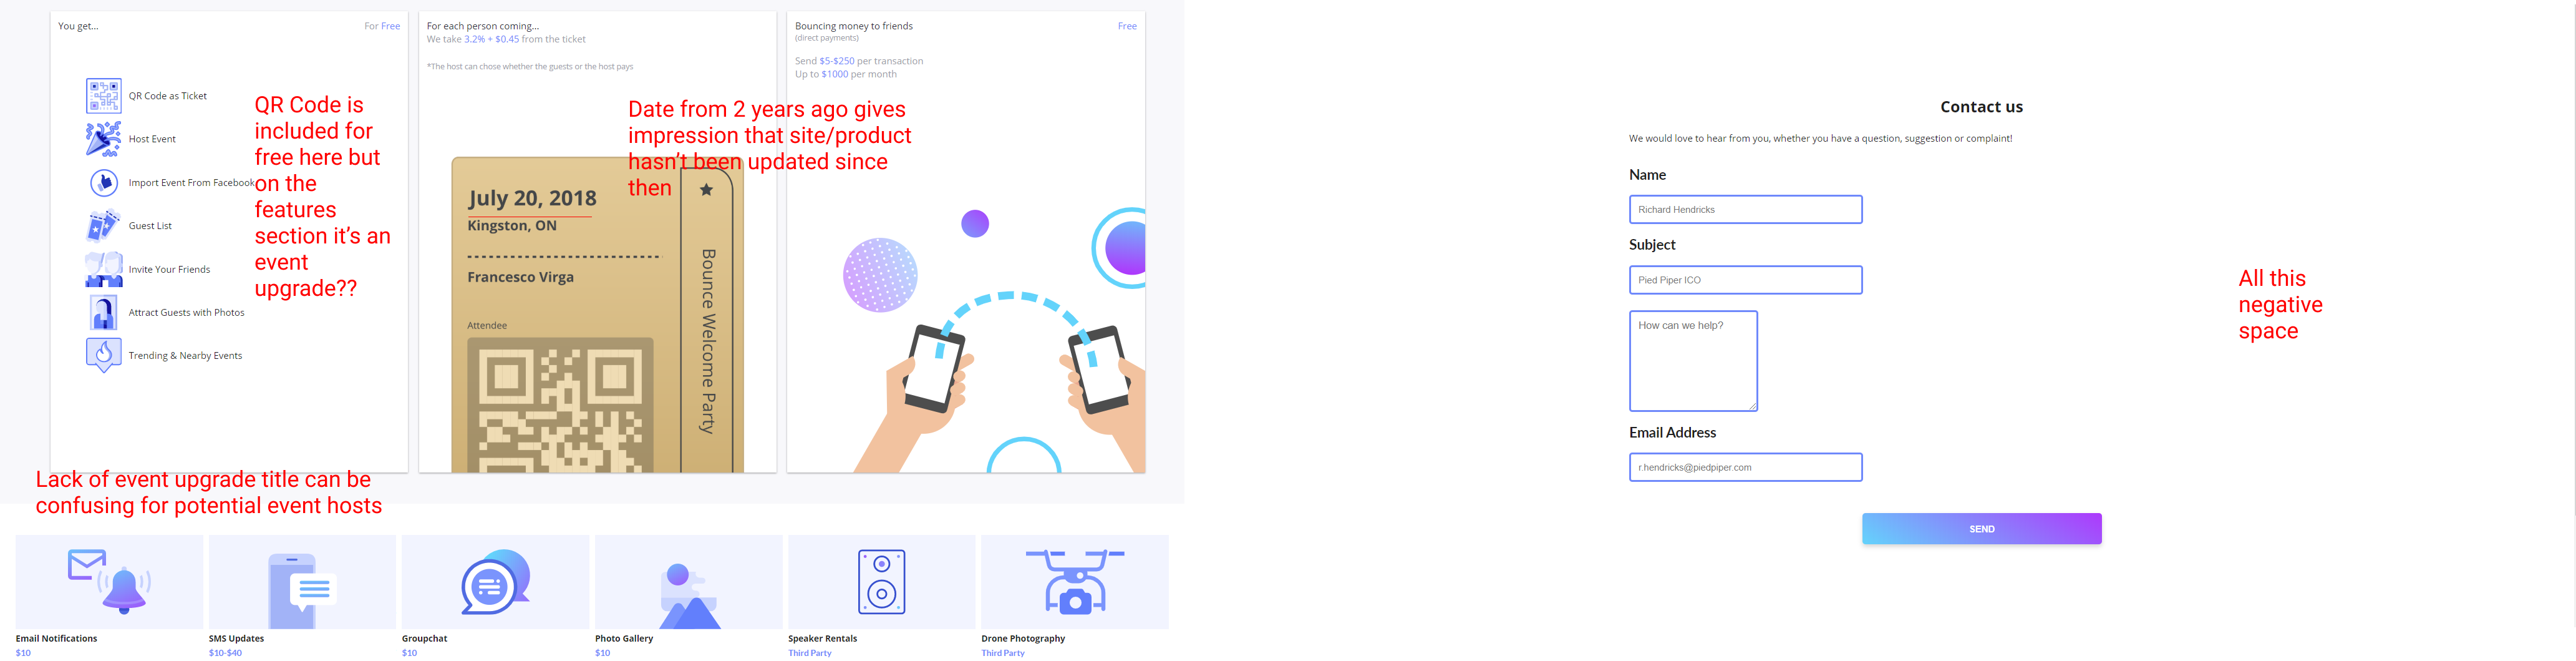 You get...
For Free
QR Code as Ticket
Host Event
Import Event From Facebook
Guest List
Invite Your Friends
Attract Guests with Photos
Trending & Nearby Events
QR Code is
included for
free here but
on the
features
section it's an
event
upgrade??
For each person coming...
We take 3.2% + $0.45 from the ticket
*The host can chose whether the guests or the host pays
Date from 2 years ago gives
impression that site/product
hasn't been updated since
then
July 20, 2018
Kingston, ON
Francesco Virga
Attendee
Bounce Welcome Party
Bouncing money to friends
Free
(direct payments)
Send $5-$250 per transaction
Up to $1000 per month
Lack of event upgrade title can be
confusing for potential event hosts
Email Notifications
$10
SMS Updates
$10-$40
Groupchat
$10
Photo Gallery
$10
Speaker Rentals
Third Party
Drone Photography
Third Party
Contact us
We would love to hear from you, whether you have a question, suggestion or complaint!
Name
Richard Hendricks
Subject
Pied Piper ICO
How can we help?
Email Address
r.hendricks@piedpiper.com
SEND
All this
negative
space